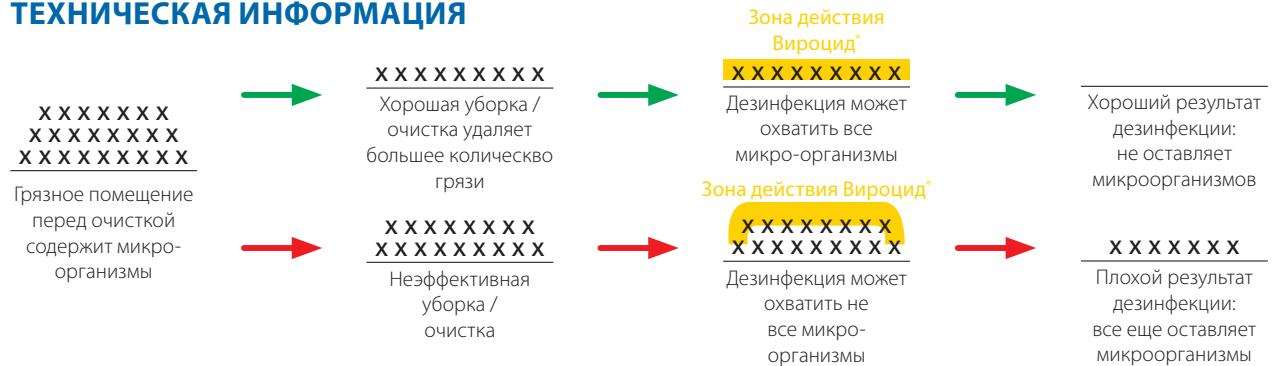 ТЕХНИЧЕСКАЯ ИНФОРМАЦИЯ
X X X X X X X
X X X X X X X X
X X X X X X X X X
Грязное помещение
перед очисткой
содержит микро-
организмы
X X X X X X X X X
Хорошая уборка /
очистка удаляет
большее колическво
грязи
Зона действия
Вироцид*
X X X X X X X X X
Дезинфекция может
охватить все
микро-организмы
Хороший результат
дезинфекции:
не оставляет
микроорганизмов
X X X X X X X X
X X X X X X X X X
Неэффективная
уборка /
очистка
Зона действия Вироцид*
X X X X X X X X
X X X X X X X X X
Дезинфекция может
охватить не
все микро-
организмы
X X X X X X X
Плохой результат
дезинфекции:
все еще оставляет
микроорганизмы